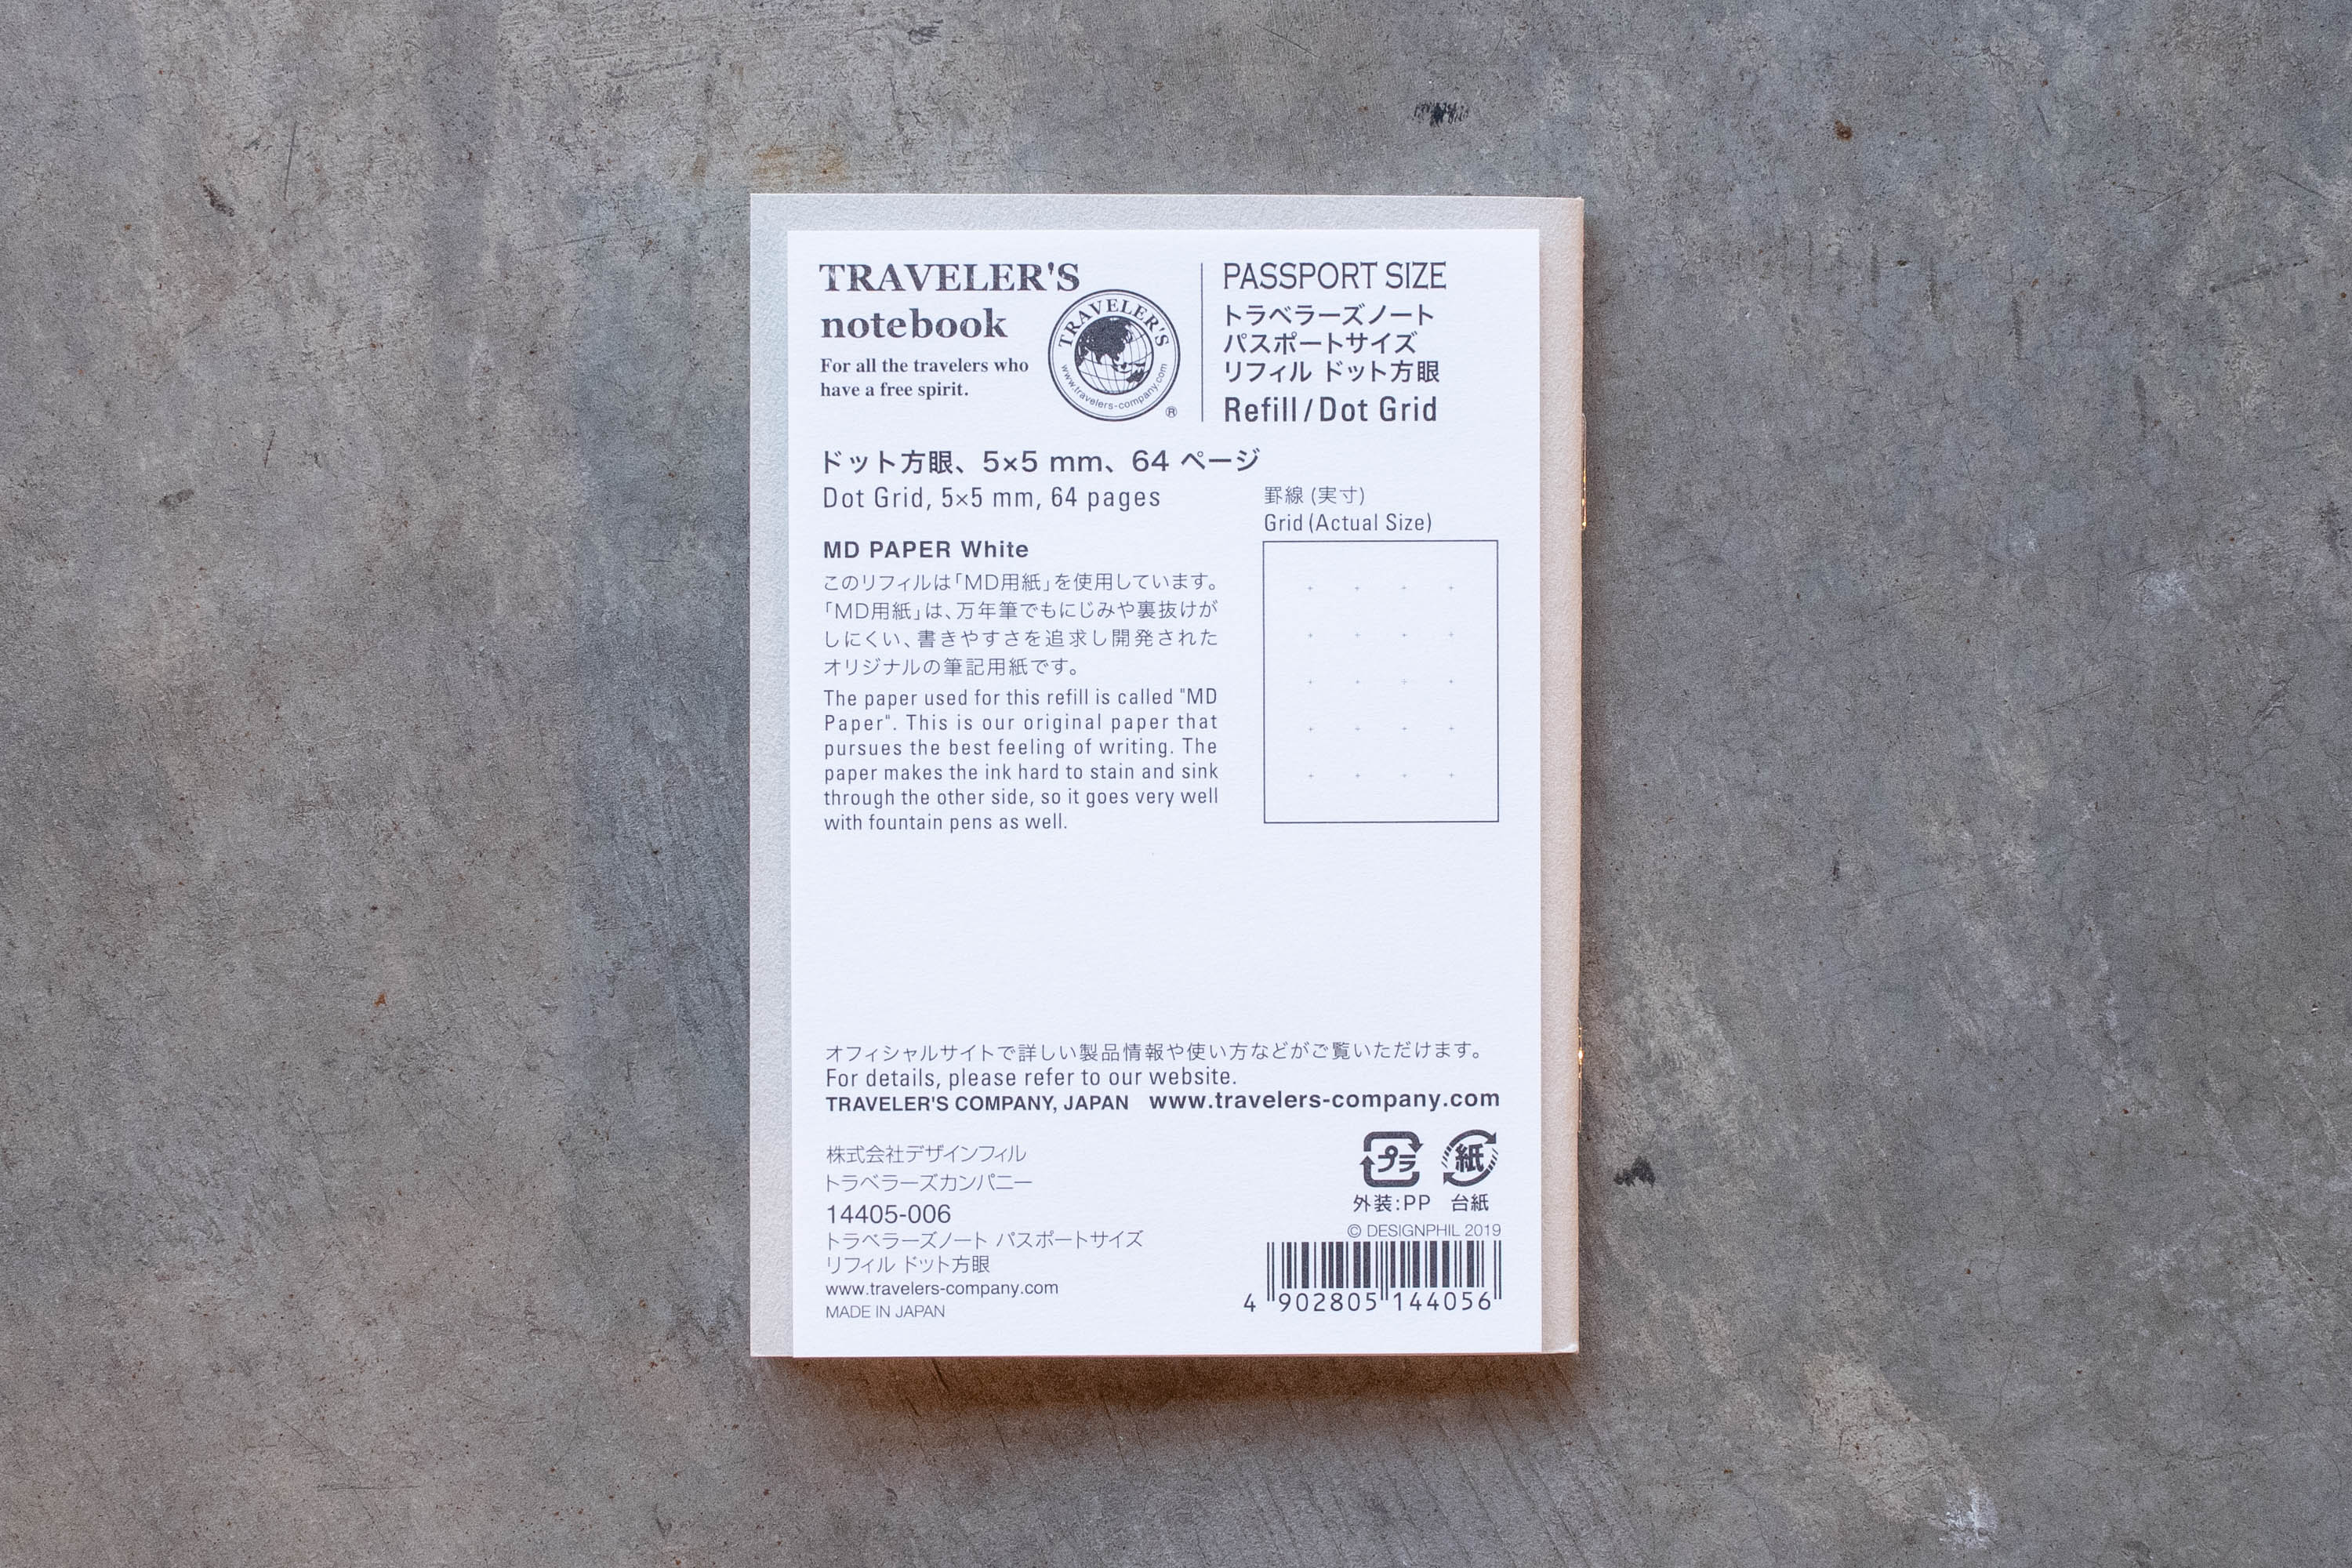 TRAVELER'S
notebook
For all the travelers who
have a free spirit.
TRAVELER'S
www.travelers-company.com
®
PASSPORT SIZE
トラベラーズノート
パスポートサイズ
リフィル ドット方眼
Refill/Dot Grid
ドット方眼、5×5 mm、64 ページ
Dot Grid, 5×5 mm, 64 pages
罫線 (実寸)
Grid (Actual Size)
MD PAPER White
このリフィルは「MD用紙」を使用しています。
「MD用紙」は、万年筆でもにじみや裏抜けが
しにくい、書きやすさを追求し開発された
オリジナルの筆記用紙です。
The paper used for this refill is called "MD
Paper". This is our original paper that
pursues the best feeling of writing. The
paper makes the ink hard to stain and sink
through the other side, so it goes very well
with fountain pens as well.
オフィシャルサイトで詳しい製品情報や使い方などがご覧いただけます。
For details, please refer to our website.
TRAVELER'S COMPANY, JAPAN www.travelers-company.com
株式会社デザインフィル
トラベラーズカンパニー
14405-006
トラベラーズノート パスポートサイズ
リフィル ドット方眼
www.travelers-company.com
MADE IN JAPAN
プラ 紙
外装:PP 台紙
© DESIGNPHIL 2019
4 902805 144056